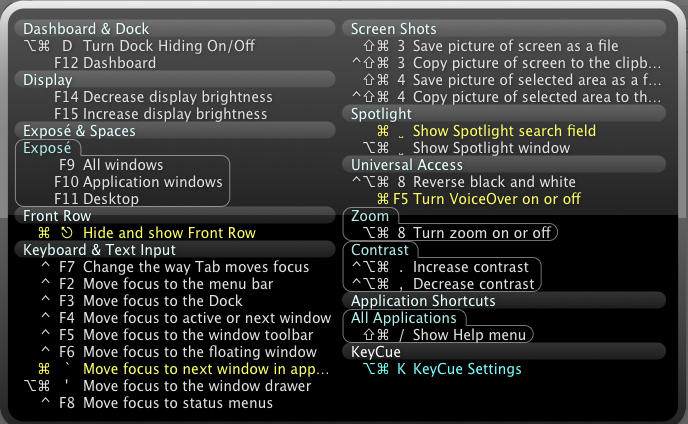 Dashboard & Dock
⌥⌘ D Turn Dock Hiding On/Off
F12 Dashboard
Display
F14 Decrease display brightness
F15 Increase display brightness
Exposé & Spaces
Exposé
F9 All windows
F10 Application windows
F11 Desktop
Front Row
⌘ ⎋ Hide and show Front Row
Keyboard & Text Input
^ F7 Change the way Tab moves focus
^ F2 Move focus to the menu bar
^ F3 Move focus to the Dock
^ F4 Move focus to active or next window
^ F5 Move focus to the window toolbar
^ F6 Move focus to the floating window
⌘ ` Move focus to next window in app…
⌥⌘ ' Move focus to the window drawer
^ F8 Move focus to status menus
Screen Shots
⇧⌘ 3 Save picture of screen as a file
^⇧⌘ 3 Copy picture of screen to the clipb…
⇧⌘ 4 Save picture of selected area as a f…
^⇧⌘ 4 Copy picture of selected area to th…
Spotlight
⌘ ␣ Show Spotlight search field
⌥⌘ ␣ Show Spotlight window
Universal Access
^⌥⌘ 8 Reverse black and white
⌘ F5 Turn VoiceOver on or off
Zoom
⌥⌘ 8 Turn zoom on or off
Contrast
^⌥⌘ . Increase contrast
^⌥⌘ , Decrease contrast
Application Shortcuts
All Applications
⇧⌘ / Show Help menu
KeyCue
⌥⌘ K KeyCue Settings